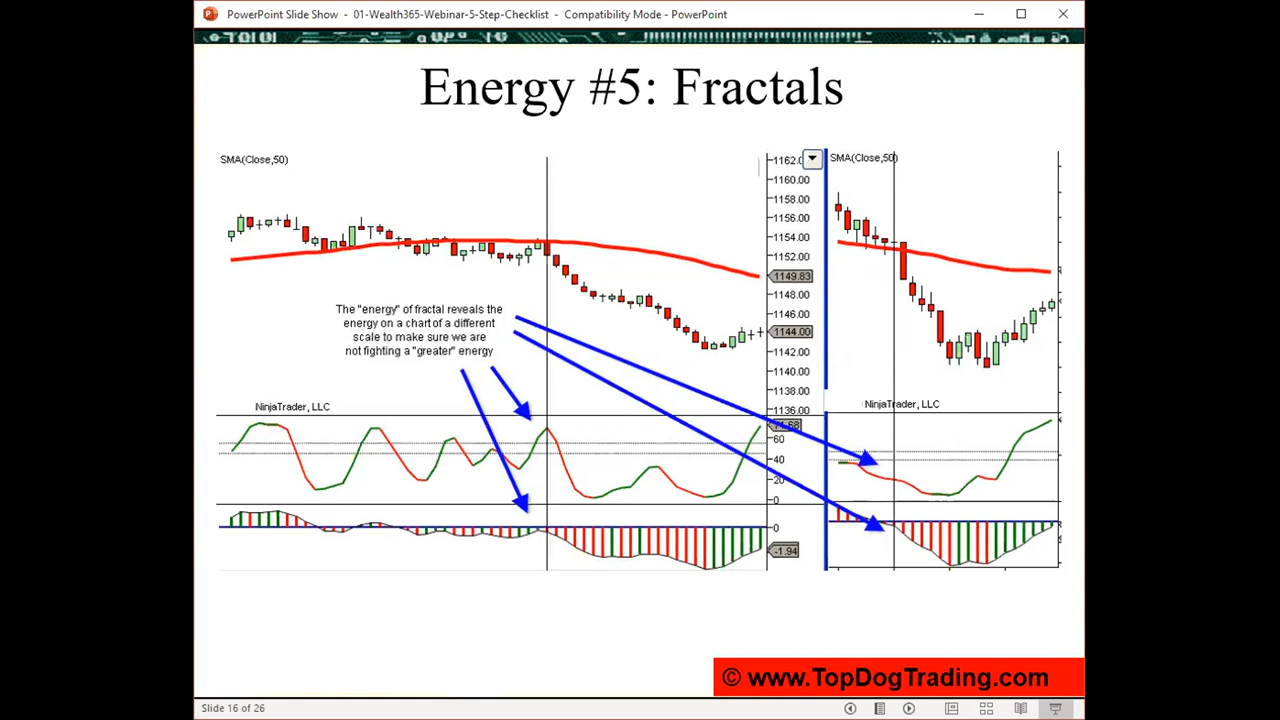 PowerPoint Slide Show - 01-Wealth365-Webinar-5-Step-Checklist - Compatibility Mode - PowerPoint
Energy #5: Fractals
SMA(Close,50)
SMA(Close,50)
1160.00
1158.00
1156.00
1154.00
1152.00
1149.83
1148.00
1146.00
1144.00
1142.00
1140.00
1138.00
1136.00
The "energy" of fractal reveals the
energy on a chart of a different
scale to make sure we are
not fighting a "greater" energy
NinjaTrader, LLC
NinjaTrader, LLC
60
40
20
0
0
-1.94
© www.TopDogTrading.com
Slide 16 of 26